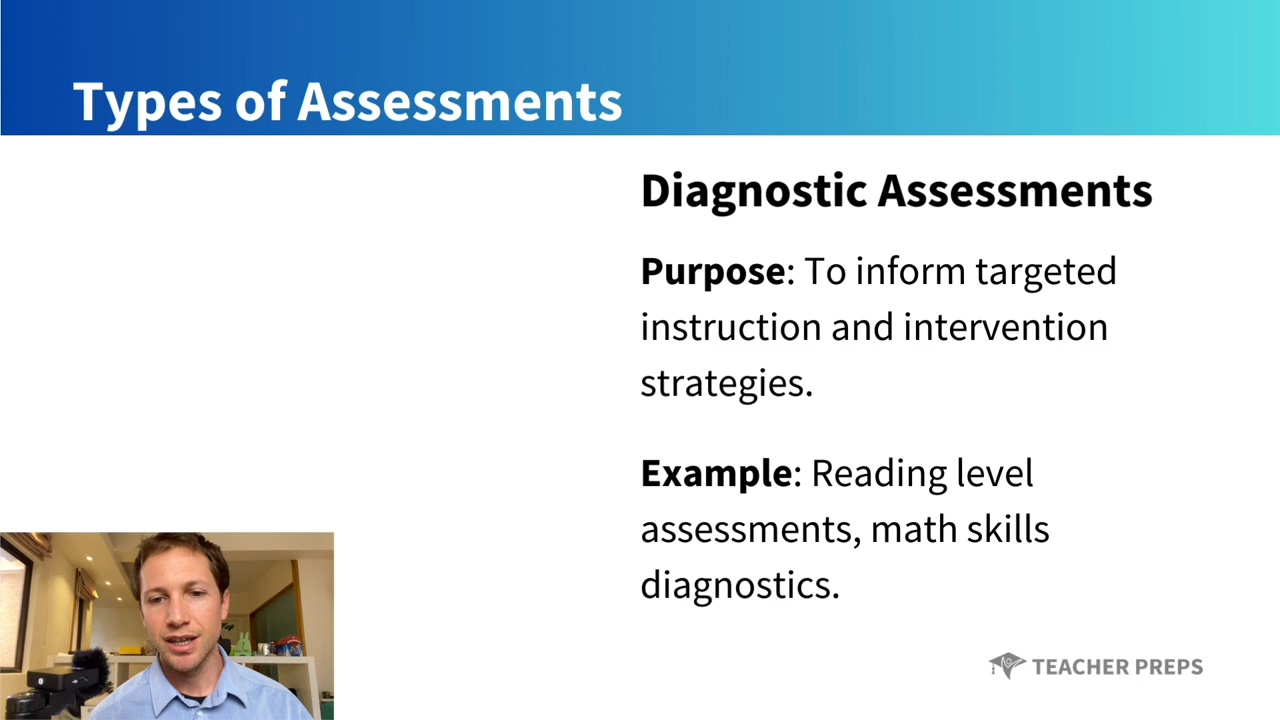 Types of Assessments
Diagnostic Assessments
Purpose: To inform targeted
instruction and intervention
strategies.
Example: Reading level
assessments, math skills
diagnostics.
TEACHER PREPS